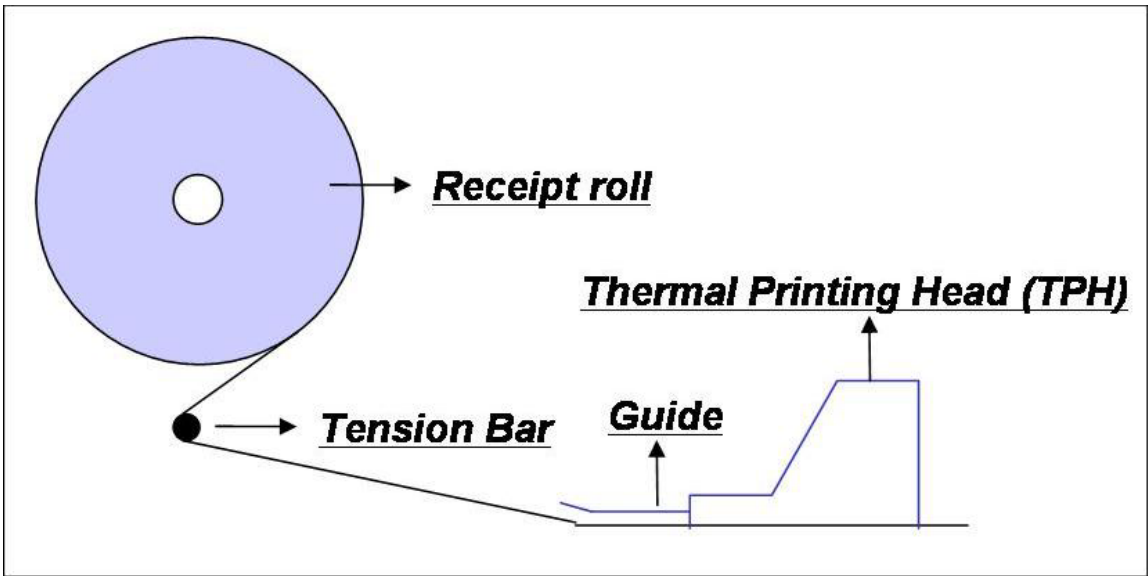 Receipt roll
Thermal Printing Head (TPH)
Tension Bar
Guide